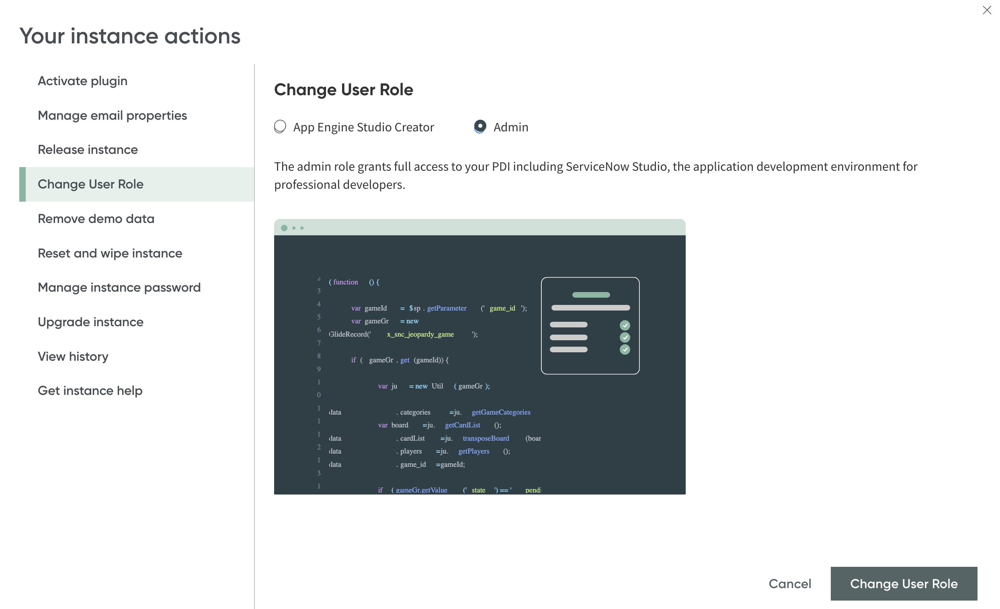 Your instance actions
Activate plugin
Manage email properties
Release instance
Change User Role
Remove demo data
Reset and wipe instance
Manage instance password
Upgrade instance
View history
Get instance help
Change User Role
App Engine Studio Creator
Admin
The admin role grants full access to your PDI including ServiceNow Studio, the application development environment for
professional developers.
2 ( function () {
3
4 var gameId = $sp . getParameter (' game_id ');
5 var gameGr = new
6 GlideRecord(' x_snc_jeopardy_game ');
7
8 if ( gameGr . get (gameId)) {
9
1 var ju = new Util ( gameGr );
0
1 data . categories =ju. getGameCategories
1 var board =ju. getCardList ();
1 data . cardList =ju. transposeBoard (boar
2 data . players =ju. getPlayers ();
1 data . game_id =gameId;
3
1 if ( gameGr.getValue (' state ') == ' pendi
Cancel
Change User Role